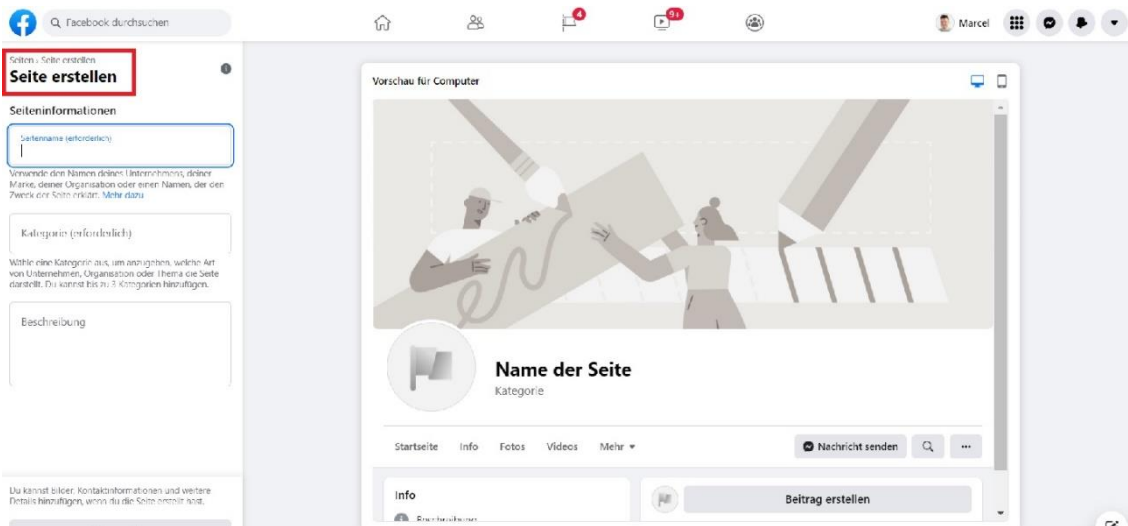 Facebook durchsuchen
4
9+
Marcel
Seiten › Seite erstellen
Seite erstellen
Seiteninformationen
Seitenname (erforderlich)
Verwende den Namen deines Unternehmens, deiner
Marke, deiner Organisation oder einen Namen, der den
Zweck der Seite erklärt. Mehr dazu
Kategorie (erforderlich)
Wähle eine Kategorie aus, um anzugeben, welche Art
von Unternehmen, Organisation oder Thema die Seite
darstellt. Du kannst bis zu 3 Kategorien hinzufügen.
Beschreibung
Du kannst Bilder, Kontaktinformationen und weitere
Details hinzufügen, wenn du die Seite erstellt hast.
Vorschau für Computer
Name der Seite
Kategorie
Startseite Info Fotos Videos Mehr
Nachricht senden
Info
Beschreibung
Beitrag erstellen